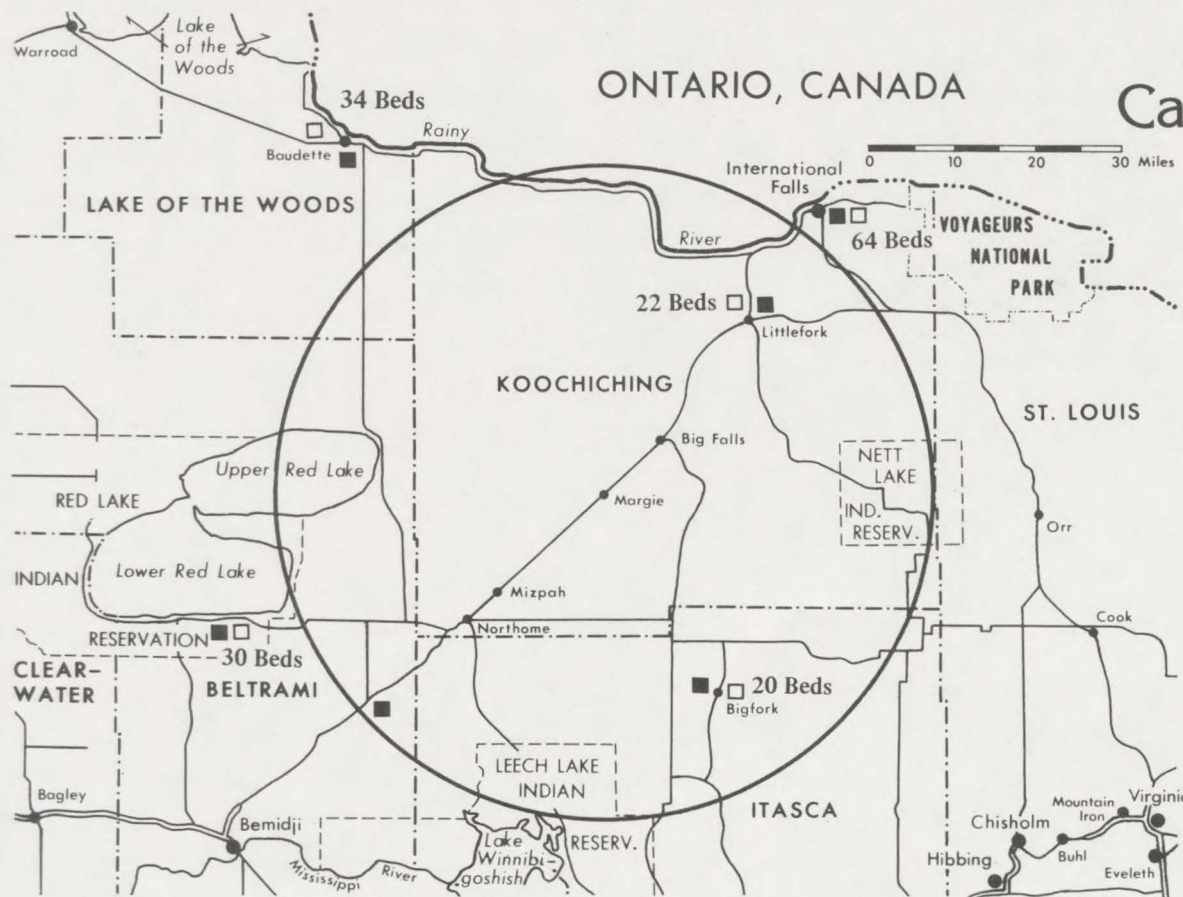 Lake
of the
Woods
Warroad
ONTARIO, CANADA
Ca
34 Beds
Rainy
Baudette
0 10 20 30 Miles
International
Falls
LAKE OF THE WOODS
River
64 Beds
VOYAGEURS
NATIONAL
PARK
22 Beds
Littlefork
KOOCHICHING
ST. LOUIS
Big Falls
Upper Red Lake
NETT
LAKE
IND.
RESERV.
RED LAKE
Margie
Orr
INDIAN
Lower Red Lake
Mizpah
Northome
Cook
RESERVATION
30 Beds
CLEAR-
WATER
BELTRAMI
20 Beds
Bigfork
LEECH LAKE
INDIAN
RESERV.
ITASCA
Bagley
Bemidji
Mississippi
River
Lake
Winnibi-
goshish
Mountain
Iron
Virginia
Chisholm
Buhl
Hibbing
Eveleth